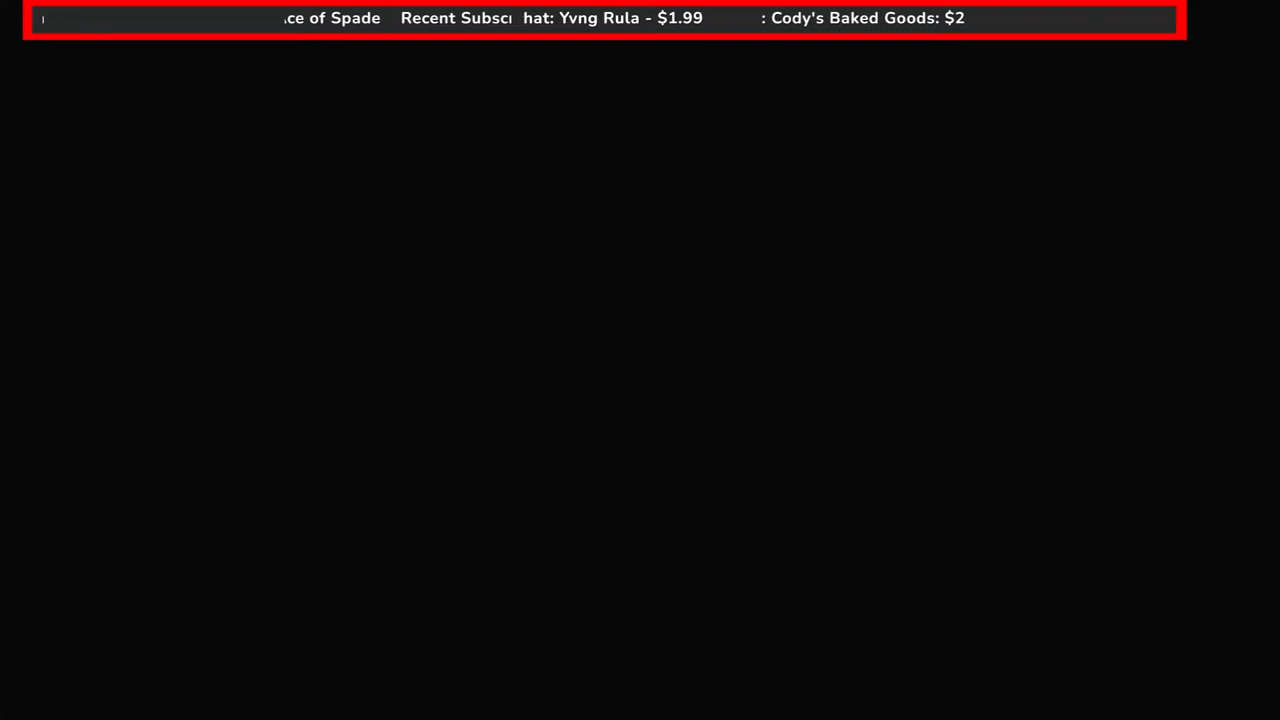 ce of Spade Recent Subsc hat: Yvng Rula - $1.99 : Cody's Baked Goods: $2